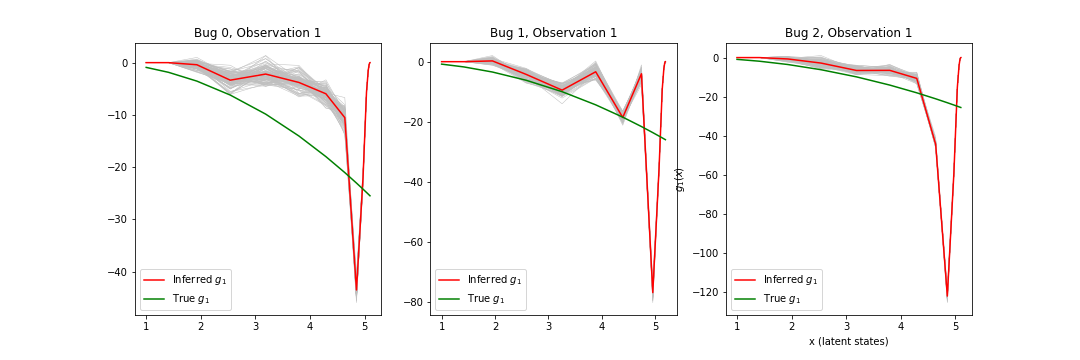 Bug 0, Observation 1
0
−10
−20
−30
−40
1 2 3 4 5
Inferred g₁
True g₁
Bug 1, Observation 1
0
−20
−40
−60
−80
1 2 3 4 5
Inferred g₁
True g₁
Bug 2, Observation 1
g₁(x)
0
−20
−40
−60
−80
−100
−120
1 2 3 4 5
x (latent states)
Inferred g₁
True g₁